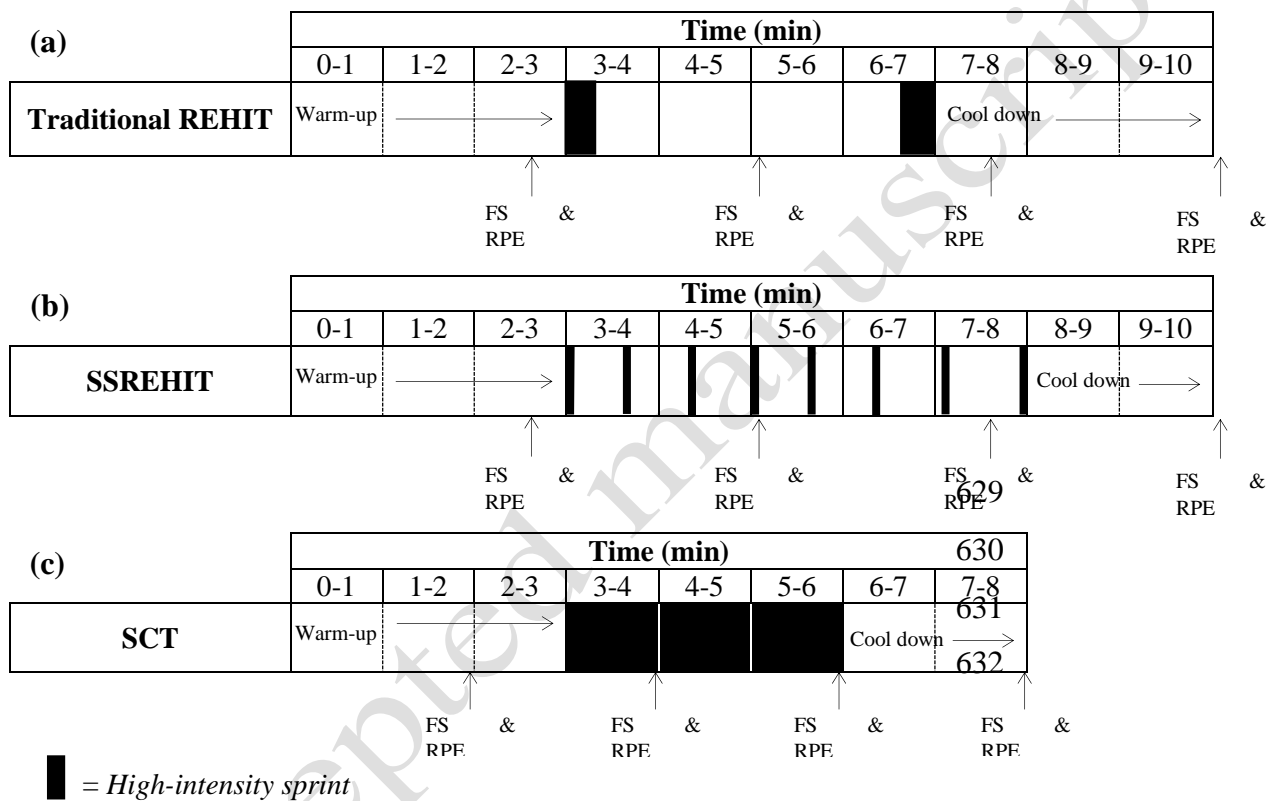 (a)
Time (min)
0-1 1-2 2-3 3-4 4-5 5-6 6-7 7-8 8-9 9-10
Traditional REHIT Warm-up Cool down
FS & FS & FS & FS &
RPE RPE RPE RPE
(b)
Time (min)
0-1 1-2 2-3 3-4 4-5 5-6 6-7 7-8 8-9 9-10
SSREHIT Warm-up Cool down
FS & FS & FS & FS &
RPE RPE RPE RPE
629
(c)
Time (min) 630
0-1 1-2 2-3 3-4 4-5 5-6 6-7 7-8
631
SCT Warm-up Cool down
632
FS & FS & FS & FS &
RPE RPE RPE RPE
= High-intensity sprint
epted manuscrip